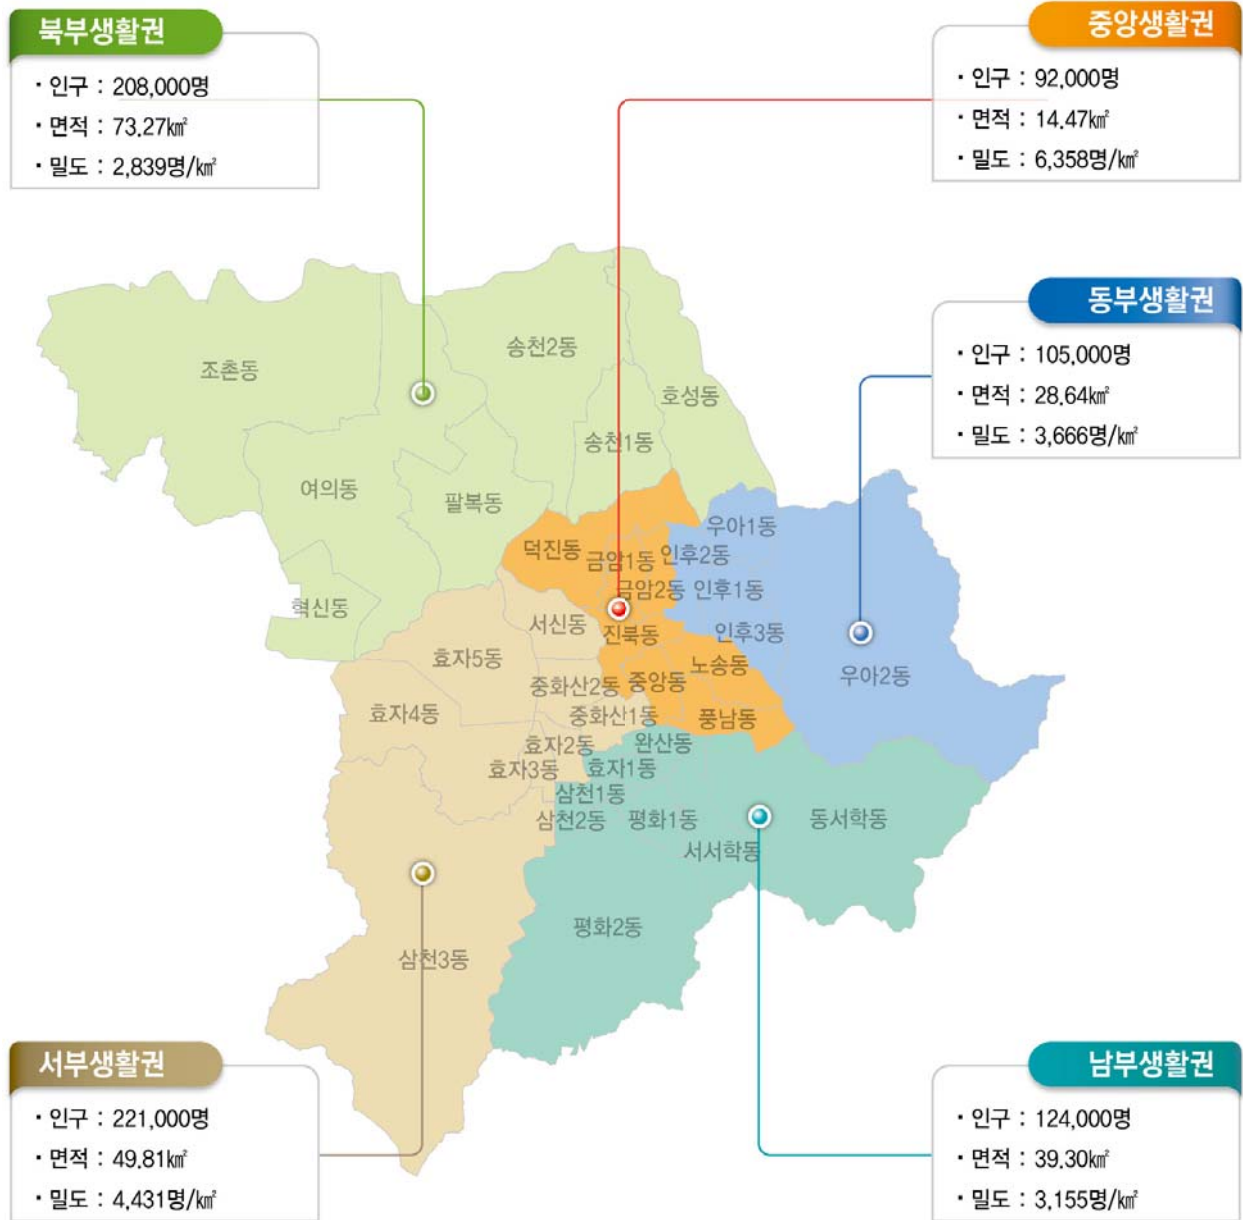 북부생활권
· 인구 : 208,000명
· 면적 : 73.27㎢
· 밀도 : 2,839명/㎢
중앙생활권
· 인구 : 92,000명
· 면적 : 14.47㎢
· 밀도 : 6,358명/㎢
동부생활권
· 인구 : 105,000명
· 면적 : 28.64㎢
· 밀도 : 3,666명/㎢
조촌동
송천2동
호성동
송천1동
여의동
팔복동
혁신동
덕진동
금암1동
금암2동
진북동
중앙동
노송동
풍남동
우아1동
인후2동
인후1동
인후3동
우아2동
서신동
효자5동
중화산2동
효자4동
중화산1동
효자2동
효자3동
삼천3동
완산동
효자1동
삼천1동
삼천2동
평화1동
서서학동
동서학동
평화2동
서부생활권
· 인구 : 221,000명
· 면적 : 49.81㎢
· 밀도 : 4,431명/㎢
남부생활권
· 인구 : 124,000명
· 면적 : 39.30㎢
· 밀도 : 3,155명/㎢